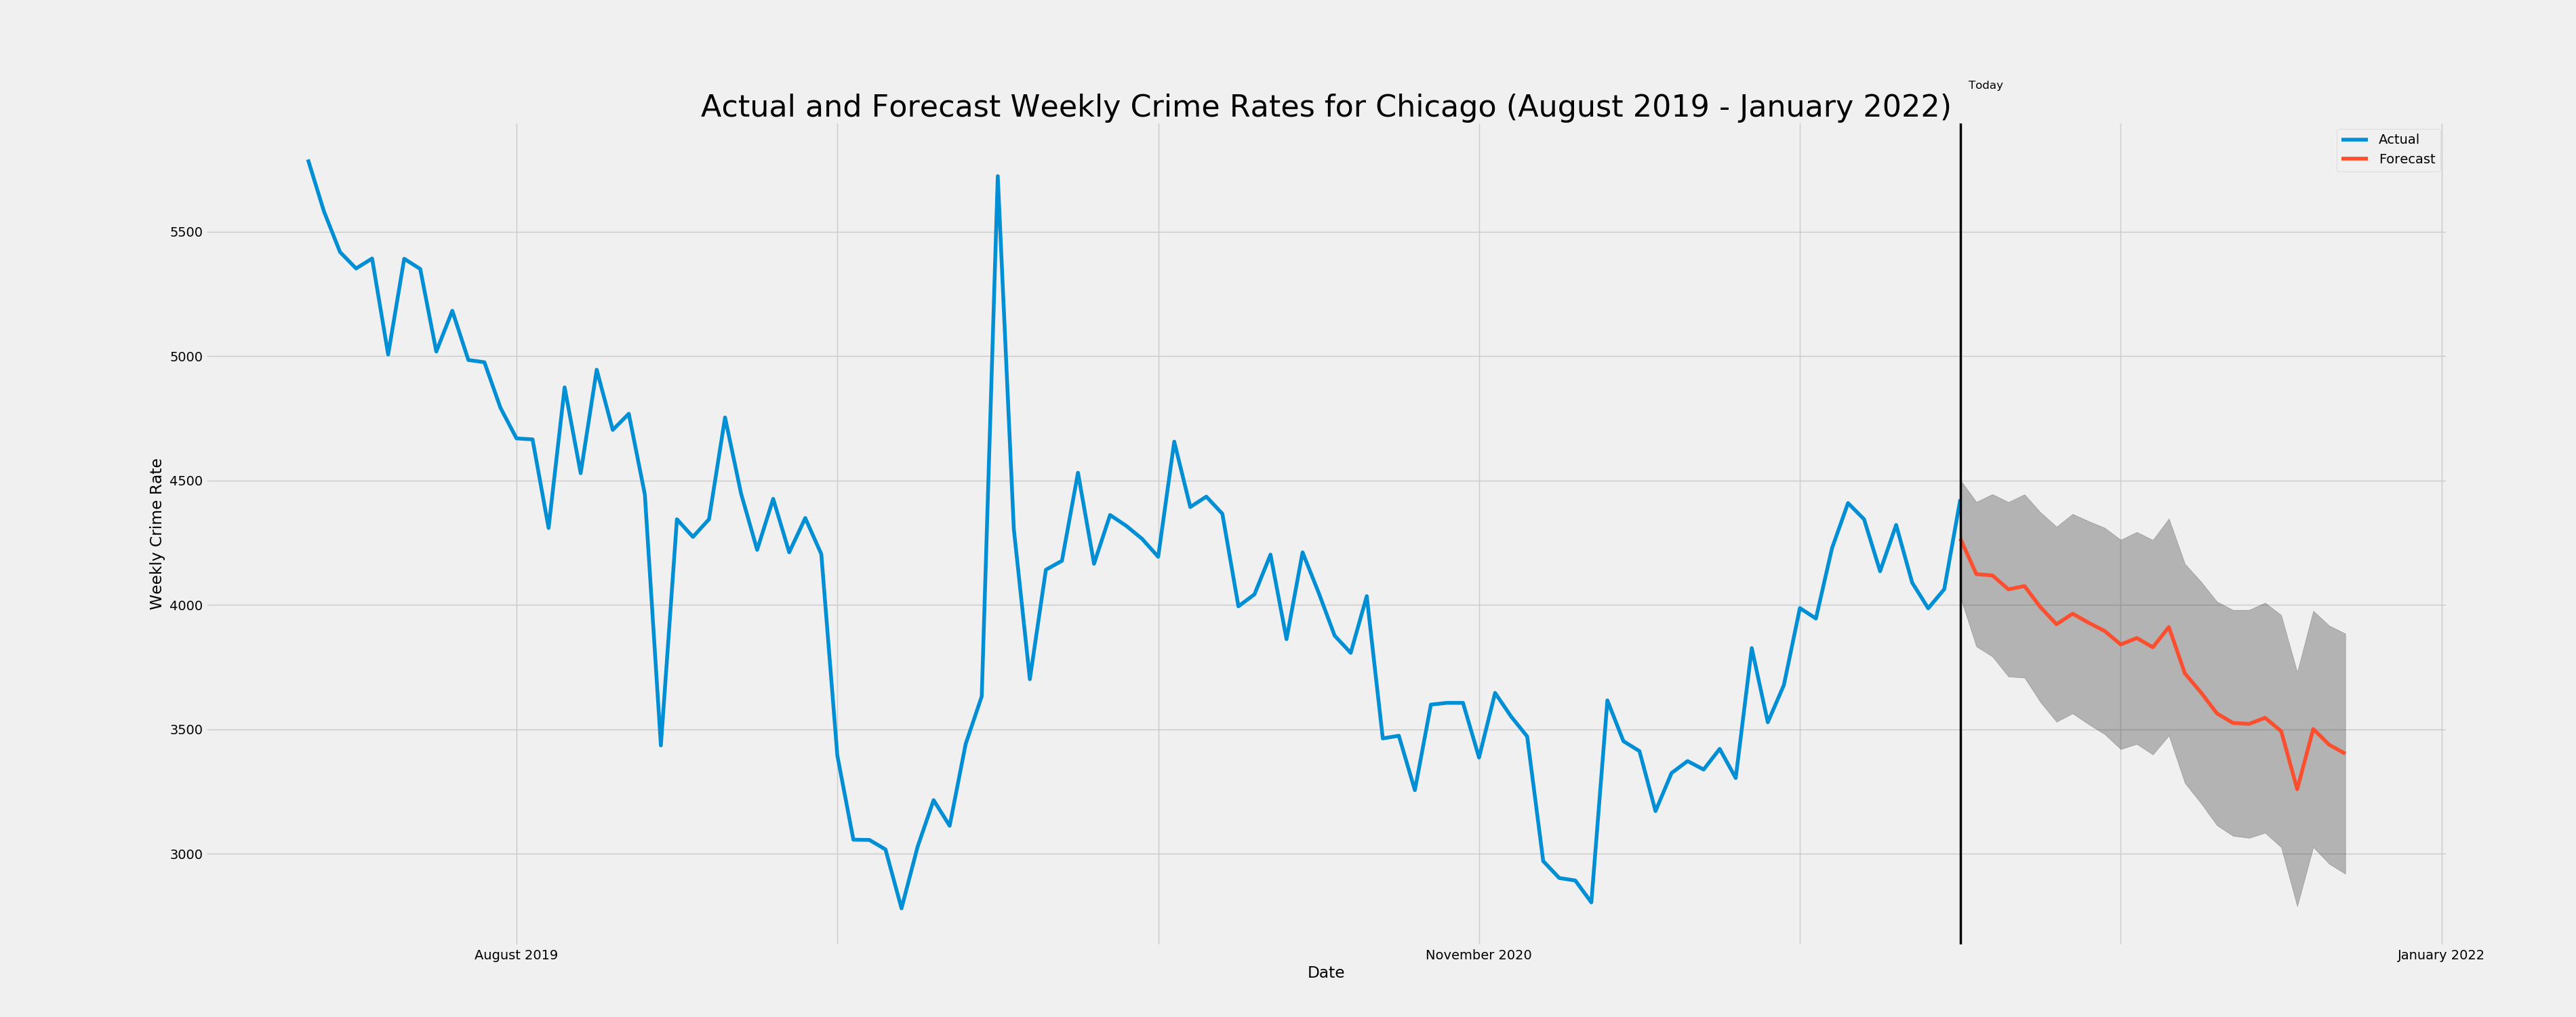 Today
Actual and Forecast Weekly Crime Rates for Chicago (August 2019 - January 2022)
Actual
Forecast
5500
5000
4500
4000
3500
3000
Weekly Crime Rate
August 2019
November 2020
January 2022
Date